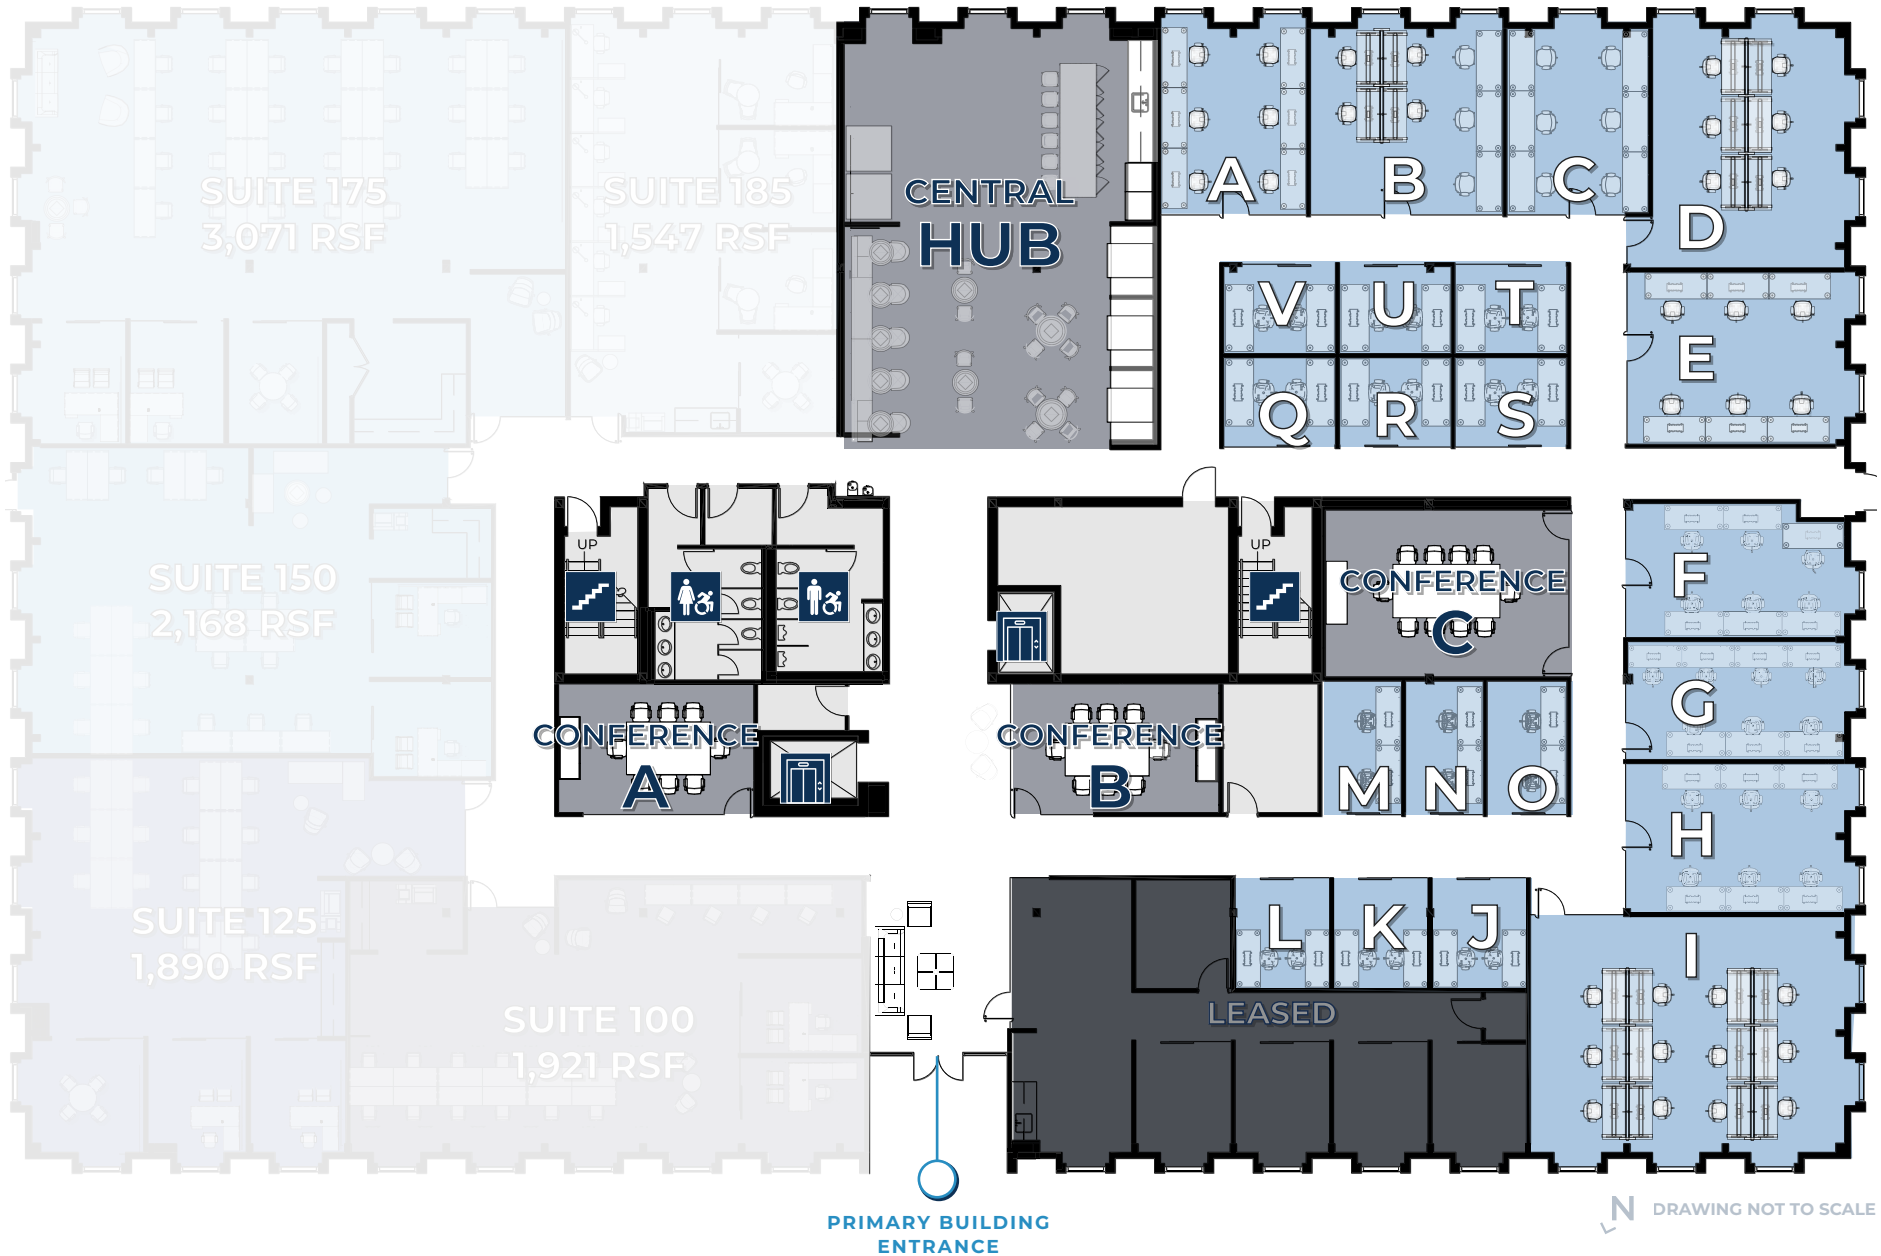 SUITE 175
3,071 RSF
SUITE 185
1,547 RSF
CENTRAL
HUB
A
B
C
D
V
U
T
E
Q
R
S
UP
UP
CONFERENCE
C
F
SUITE 150
2,168 RSF
G
CONFERENCE
A
CONFERENCE
B
M
N
O
H
SUITE 125
1,890 RSF
L
K
J
I
SUITE 100
1,921 RSF
LEASED
PRIMARY BUILDING
ENTRANCE
N
DRAWING NOT TO SCALE